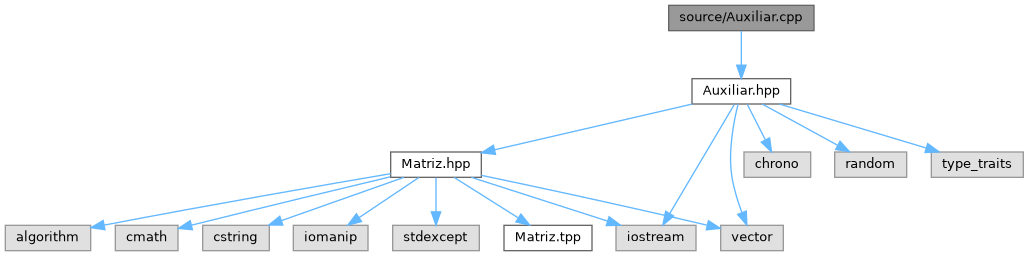 source/Auxiliar.cpp
Auxiliar.hpp
Matriz.hpp
chrono
random
type_traits
algorithm
cmath
cstring
iomanip
stdexcept
Matriz.tpp
iostream
vector